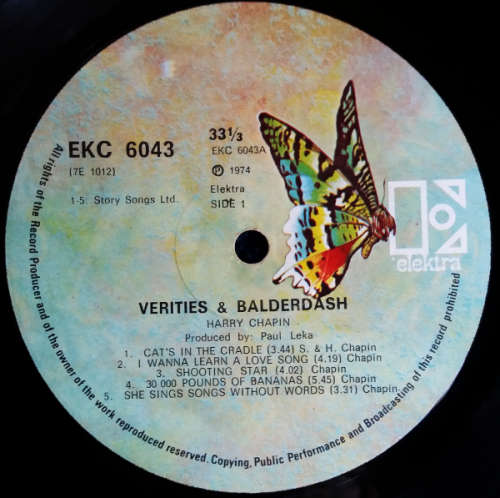 EKC 6043
(7E 1012)
1-5: Story Songs Ltd.
33 1/3
EKC 6043A
Ⓟ 1974
Elektra
SIDE 1
elektra
VERITIES & BALDERDASH
HARRY CHAPIN
Produced by: Paul Leka
1. CAT'S IN THE CRADLE (3.44) S. & H. Chapin
2. I WANNA LEARN A LOVE SONG (4.19) Chapin
3. SHOOTING STAR (4.02) Chapin
4. 30 000 POUNDS OF BANANAS (5.45) Chapin
5. SHE SINGS SONGS WITHOUT WORDS (3.31) Chapin
All rights of the Record Producer and of the owner of the work reproduced reserved. Copying, Public Performance and Broadcasting of this record prohibited